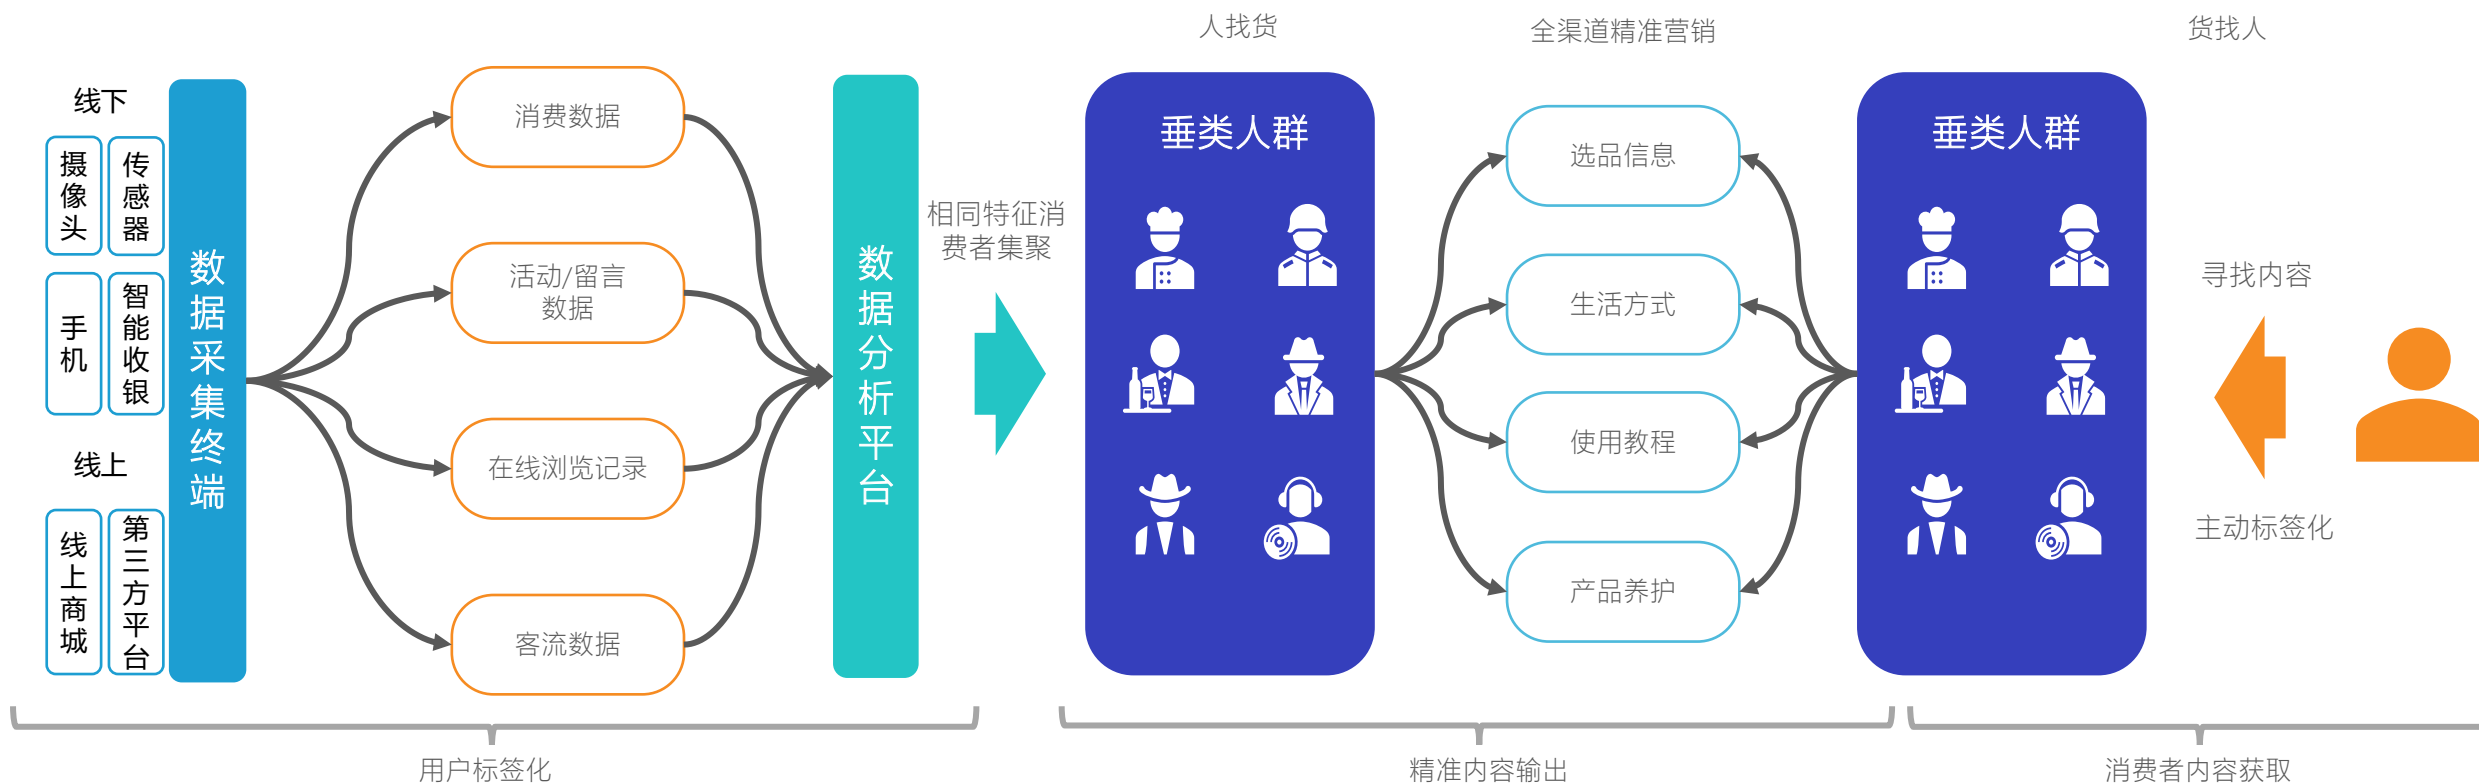 人找货
全渠道精准营销
货找人
线下
摄像头
传感器
手机
智能收银
线上
线上商城
第三方平台
数据采集终端
消费数据
活动/留言
数据
在线浏览记录
客流数据
数据分析平台
相同特征消
费者集聚
垂类人群
选品信息
生活方式
使用教程
产品养护
垂类人群
寻找内容
主动标签化
用户标签化
精准内容输出
消费者内容获取